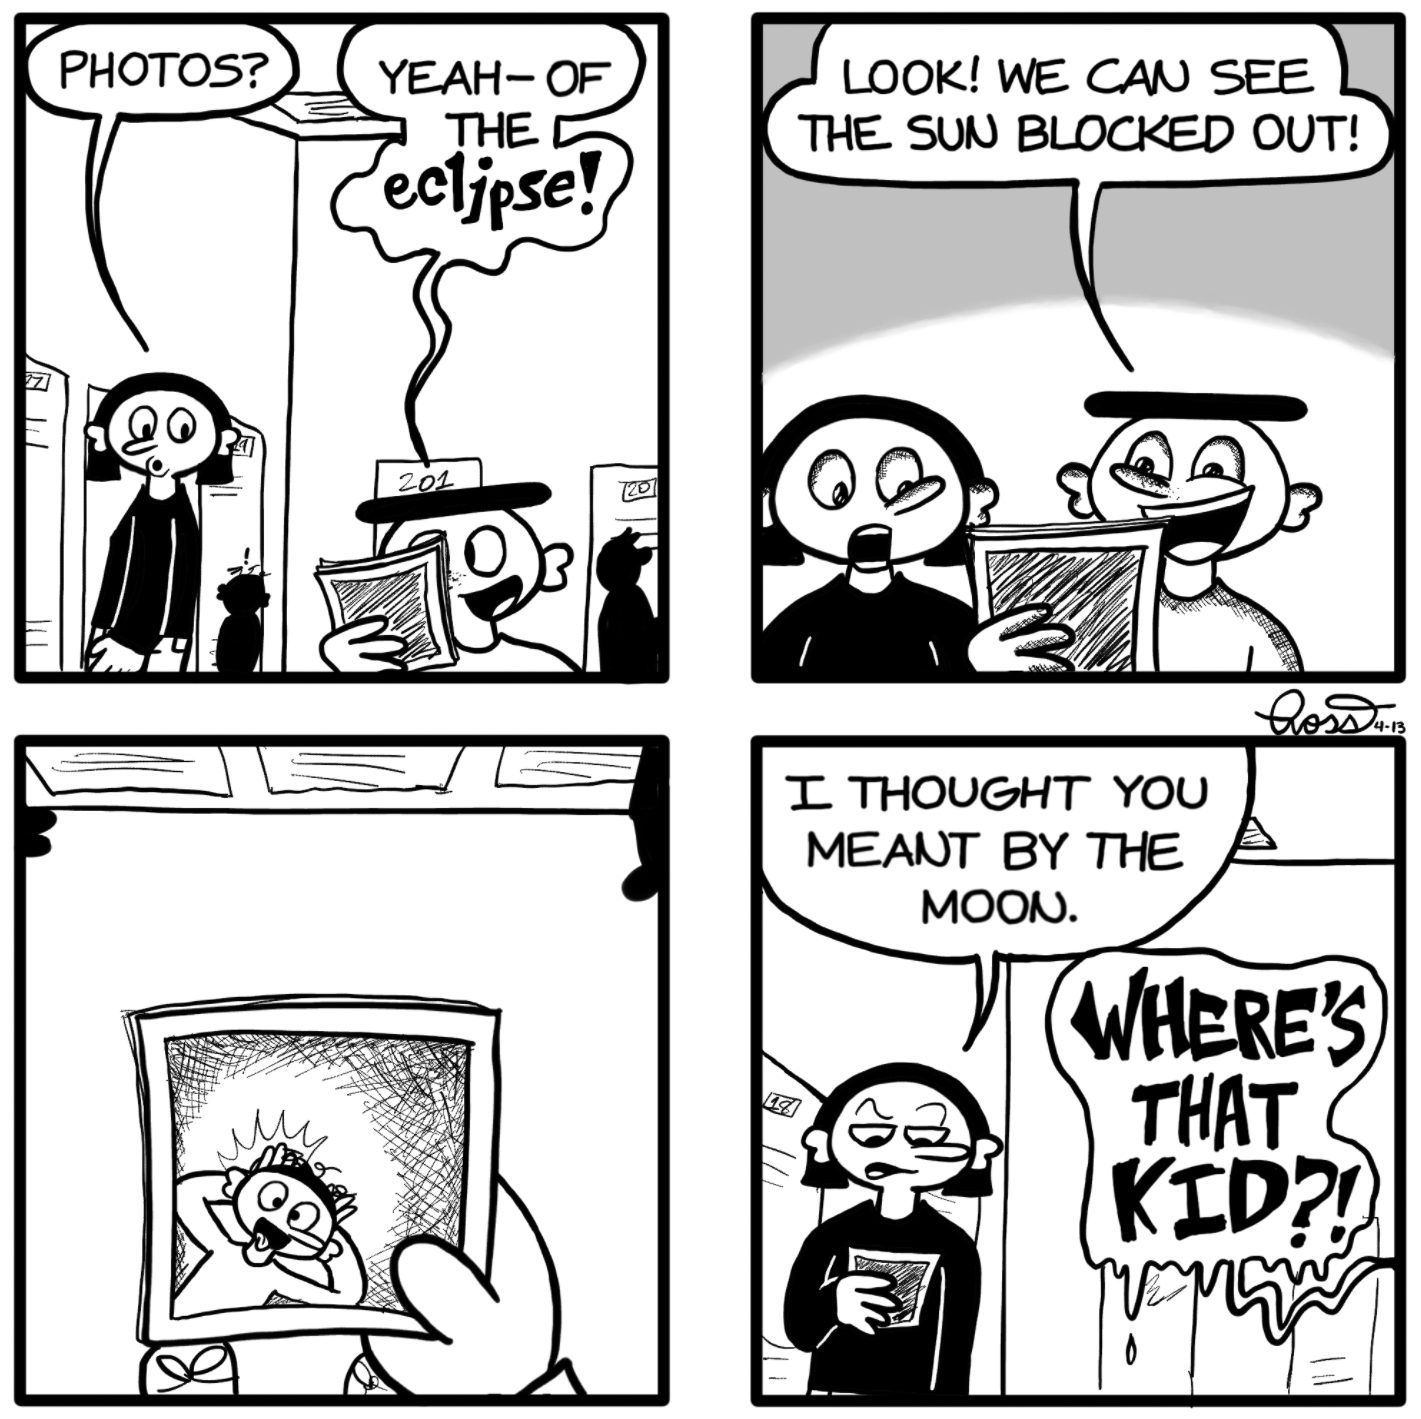 PHOTOS?
YEAH—OF
THE
eclipse!
201
LOOK! WE CAN SEE
THE SUN BLOCKED OUT!
Ross 4-13
I THOUGHT YOU
MEANT BY THE
MOON.
18
WHERE'S
THAT
KID?!